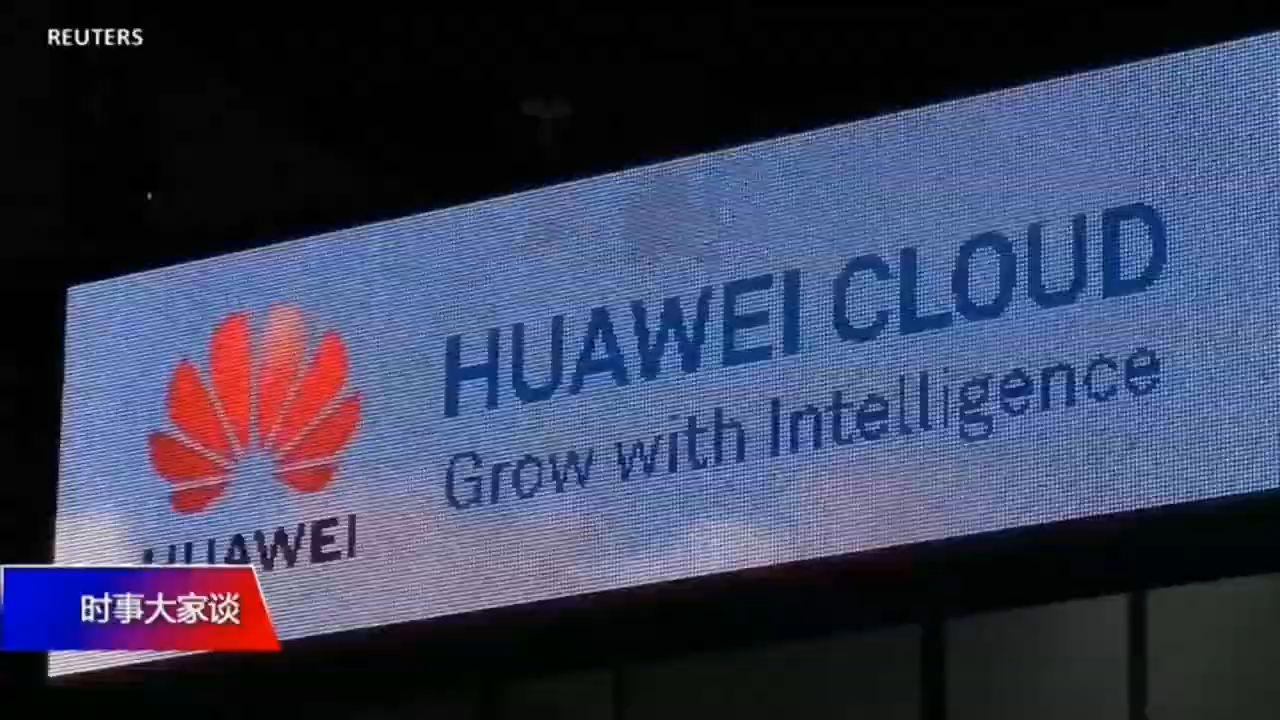 REUTERS
HUAWEI CLOUD
Grow with Intelligence
HUAWEI
时事大家谈